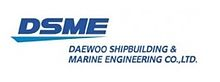 DSME
DAEWOO SHIPBUILDING &
MARINE ENGINEERING CO.,LTD.